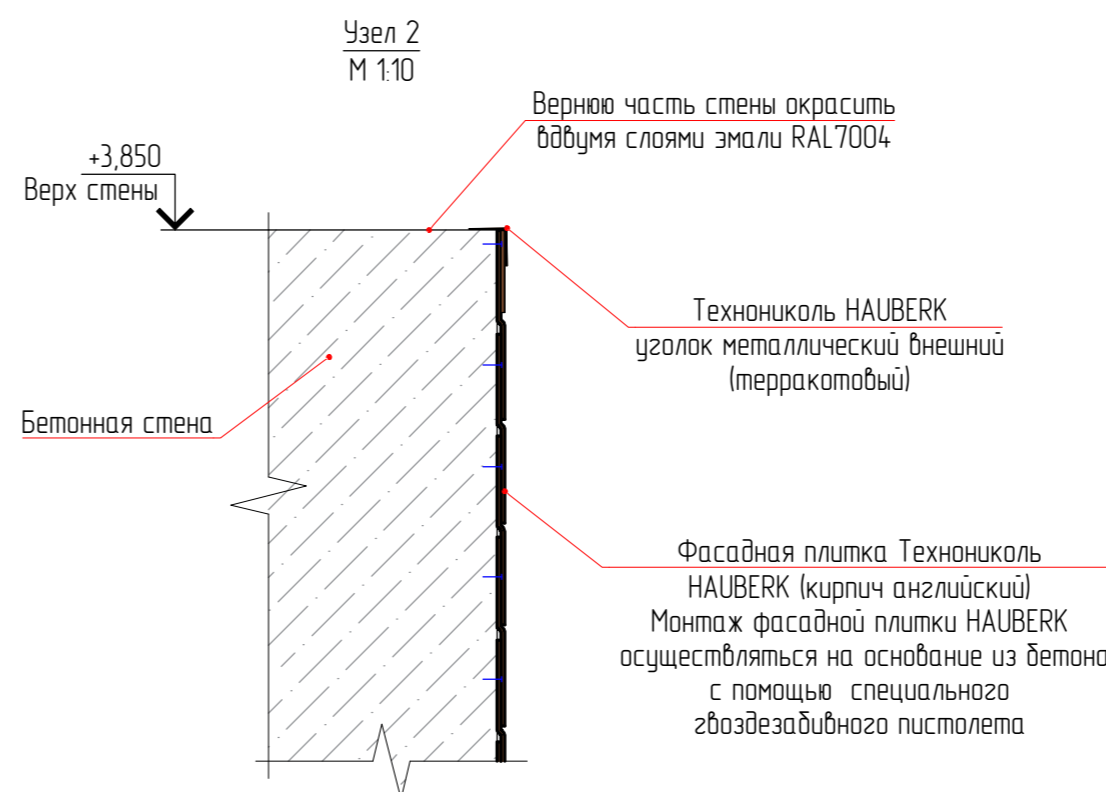 Узел 2
М 1:10
Вернюю часть стены окрасить
вдвумя слоями эмали RAL7004
+3,850
Верх стены
Технониколь HAUBERK
уголок металлический внешний
(терракотовый)
Бетонная стена
Фасадная плитка Технониколь
HAUBERK (кирпич английский)
Монтаж фасадной плитки HAUBERK
осуществляться на основание из бетона
с помощью специального
гвоздезабивного пистолета